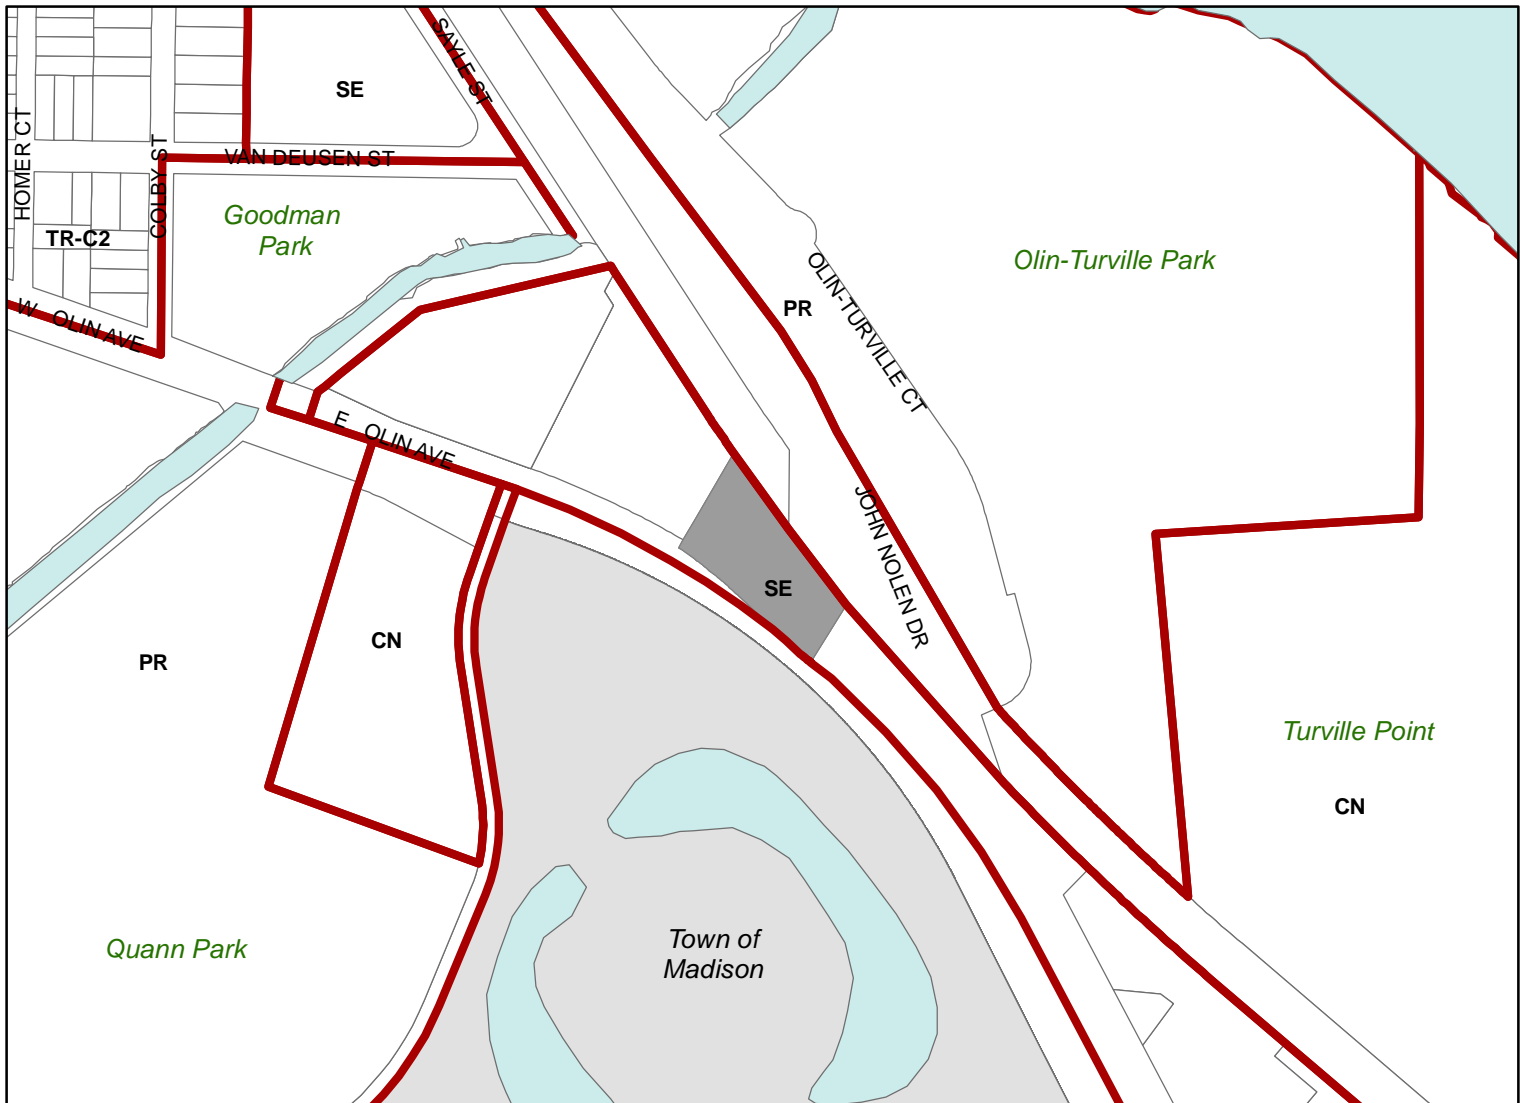 SAYLE ST
SE
HOMER CT
COLBY ST
VAN DEUSEN ST
Goodman
Park
TR-C2
Olin-Turville Park
OLIN-TURVILLE CT
PR
W OLIN AVE
E OLIN AVE
JOHN NOLEN DR
SE
CN
PR
Turville Point
CN
Quann Park
Town of
Madison